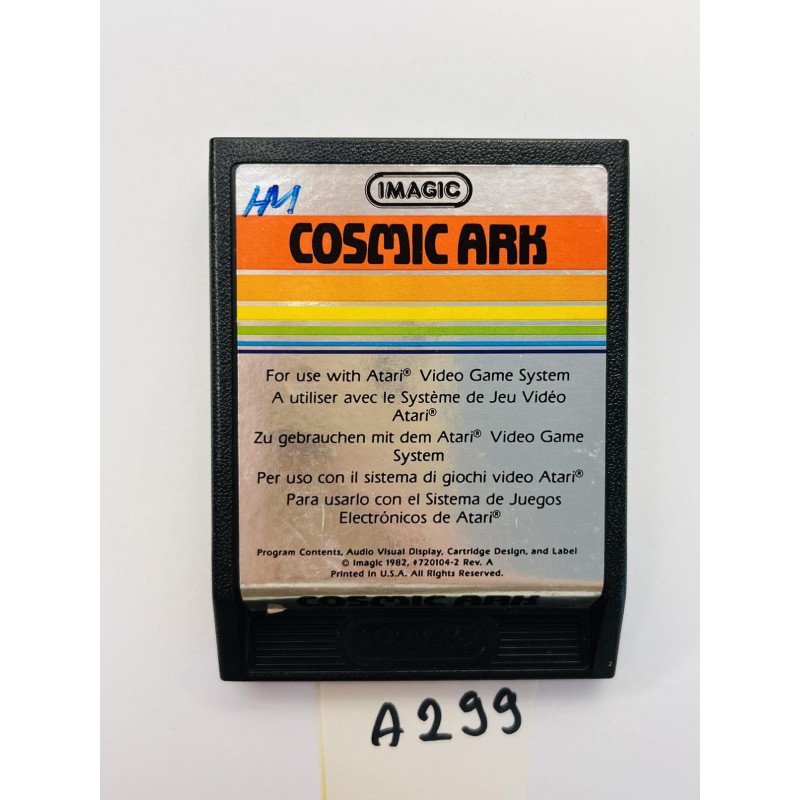 IMAGIC
HM
COSMIC ARK
For use with Atari® Video Game System
A utiliser avec le Système de Jeu Vidéo
Atari®
Zu gebrauchen mit dem Atari® Video Game
System
Per uso con il sistema di giochi video Atari®
Para usarlo con el Sistema de Juegos
Electrónicos de Atari®
Program Contents, Audio Visual Display, Cartridge Design, and Label
© Imagic 1982, #720104-2 Rev. A
Printed in U.S.A. All Rights Reserved.
COSMIC ARK
IMAGIC
2
A299